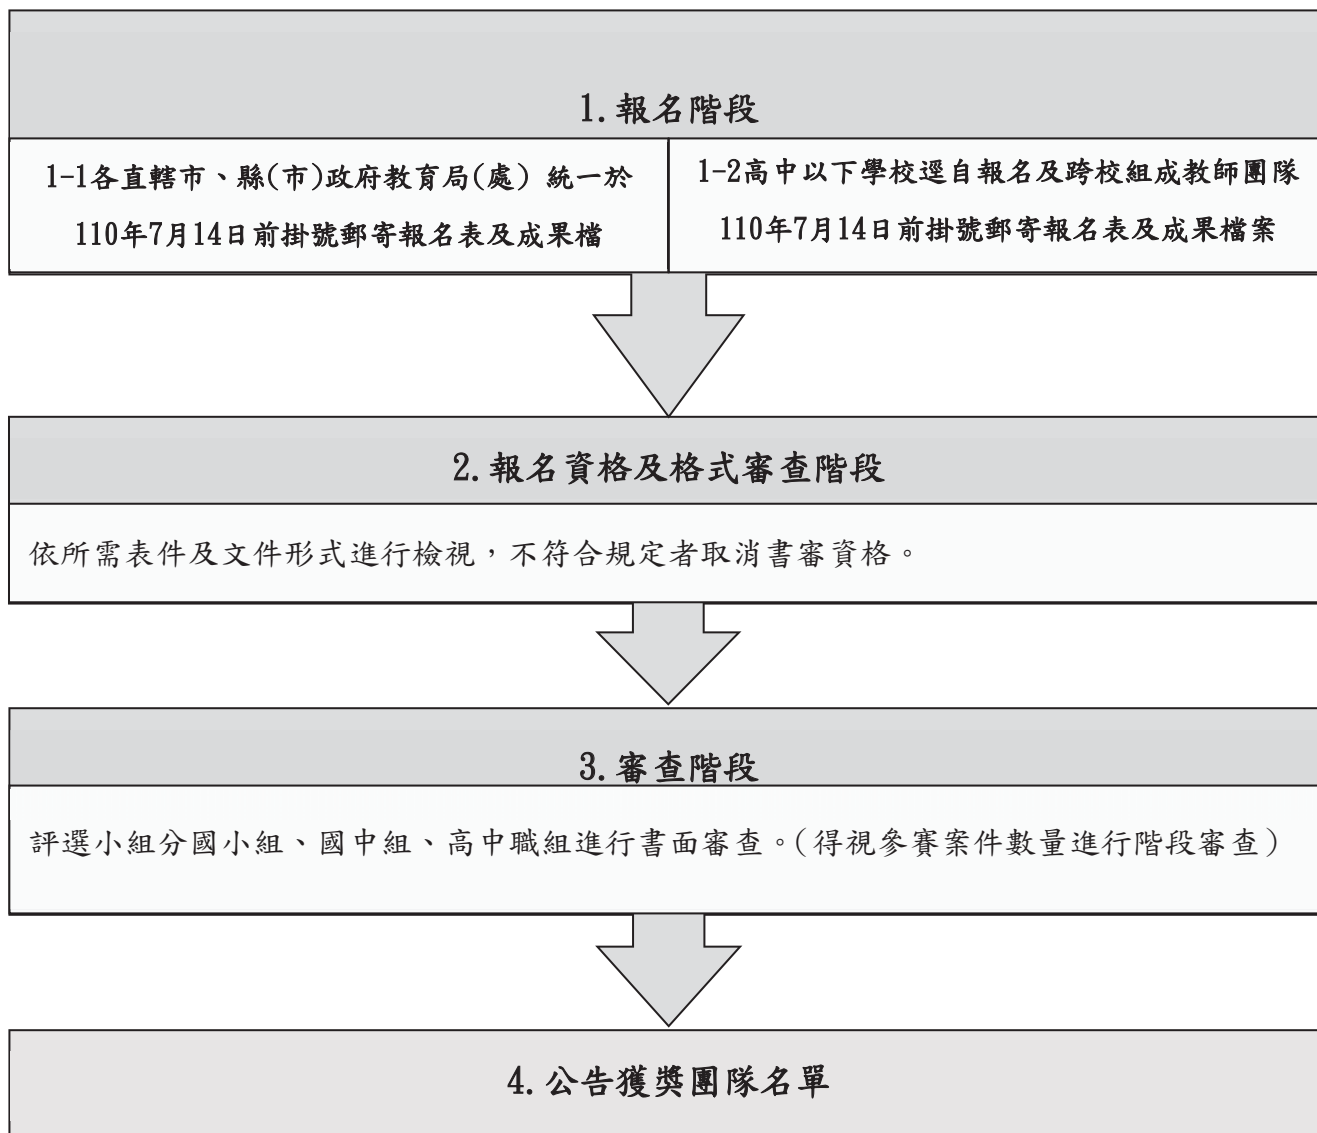 1.報名階段
1-1各直轄市、縣(市)政府教育局(處) 統一於
110年7月14日前掛號郵寄報名表及成果檔
1-2高中以下學校逕自報名及跨校組成教師團隊
110年7月14日前掛號郵寄報名表及成果檔案
2.報名資格及格式審查階段
依所需表件及文件形式進行檢視，不符合規定者取消書審資格。
3.審查階段
評選小組分國小組、國中組、高中職組進行書面審查。(得視參賽案件數量進行階段審查)
4.公告獲獎團隊名單